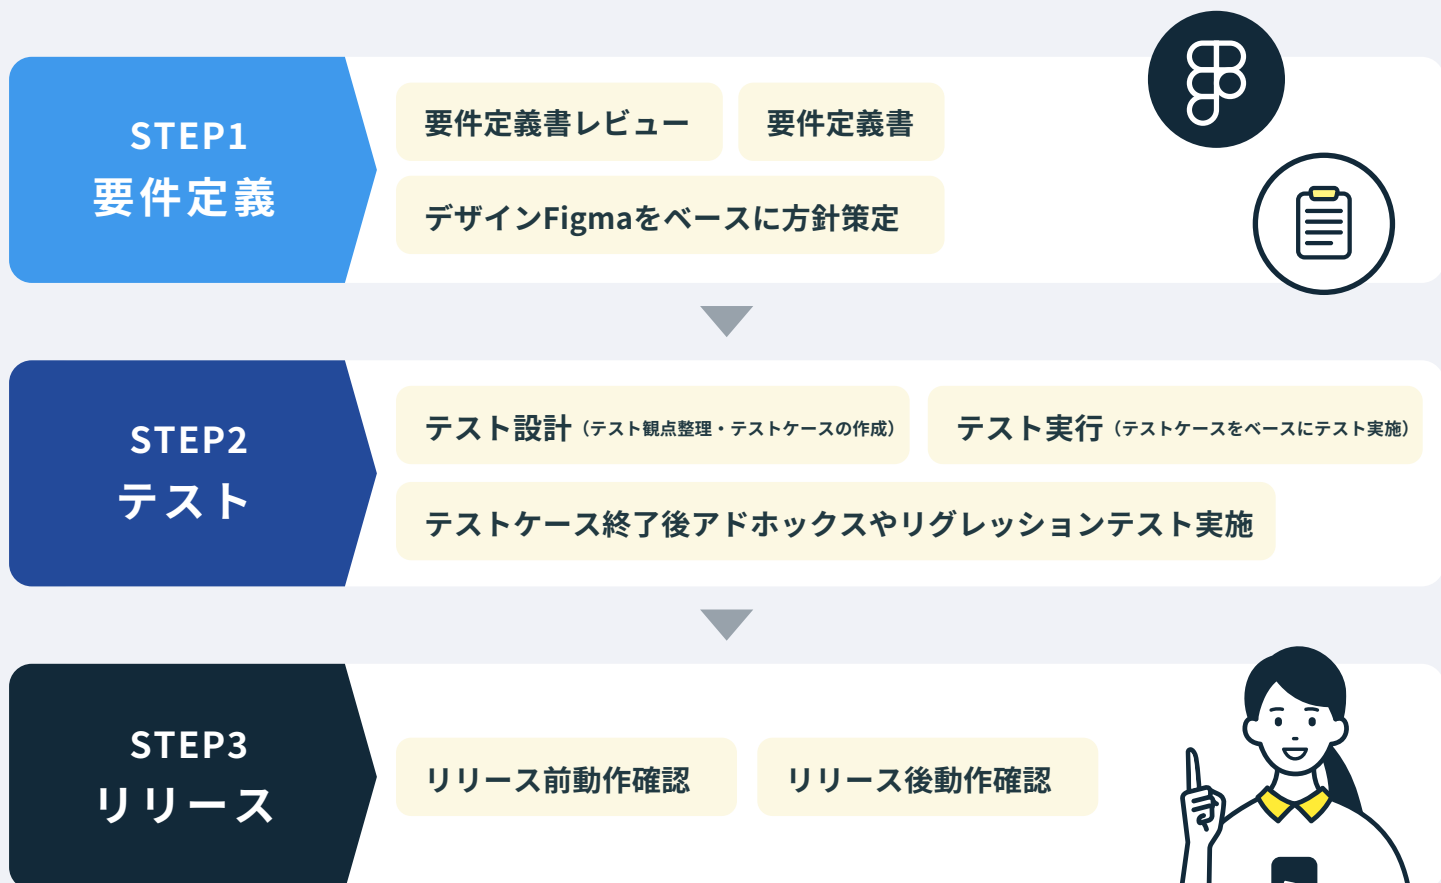 STEP1
要件定義
要件定義書レビュー
要件定義書
デザインFigmaをベースに方針策定
STEP2
テスト
テスト設計（テスト観点整理・テストケースの作成）
テスト実行（テストケースをベースにテスト実施）
テストケース終了後アドホックスやリグレッションテスト実施
STEP3
リリース
リリース前動作確認
リリース後動作確認